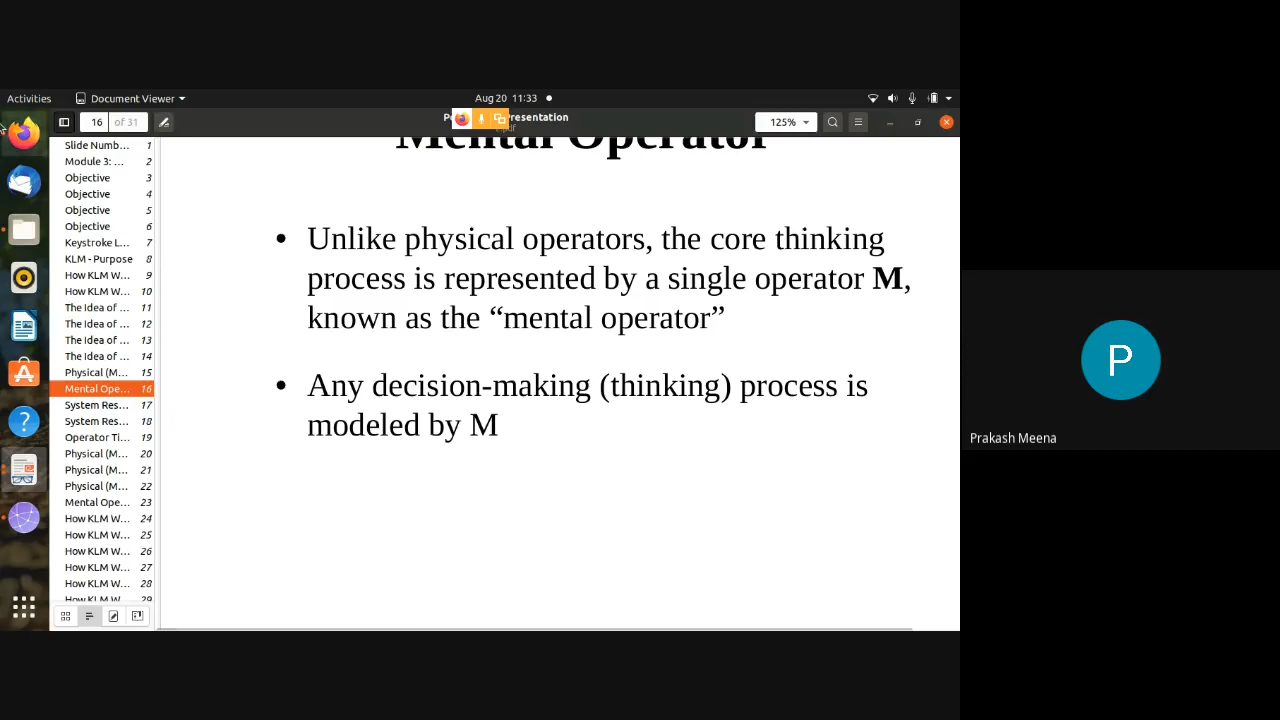 Activities
Document Viewer
Aug 20 11:33
16 of 31
Presentation
.pdf
125%
Slide Numb... 1
Module 3: ... 2
Objective 3
Objective 4
Objective 5
Objective 6
Keystroke L... 7
KLM - Purpose 8
How KLM W... 9
How KLM W... 10
The Idea of ... 11
The Idea of ... 12
The Idea of ... 13
The Idea of ... 14
Physical (M... 15
Mental Ope... 16
System Res... 17
System Res... 18
Operator Ti... 19
Physical (M... 20
Physical (M... 21
Physical (M... 22
Mental Ope... 23
How KLM W... 24
How KLM W... 25
How KLM W... 26
How KLM W... 27
How KLM W... 28
How KLM W... 29
Mental Operator
• Unlike physical operators, the core thinking
process is represented by a single operator M,
known as the “mental operator”
• Any decision-making (thinking) process is
modeled by M
P
Prakash Meena